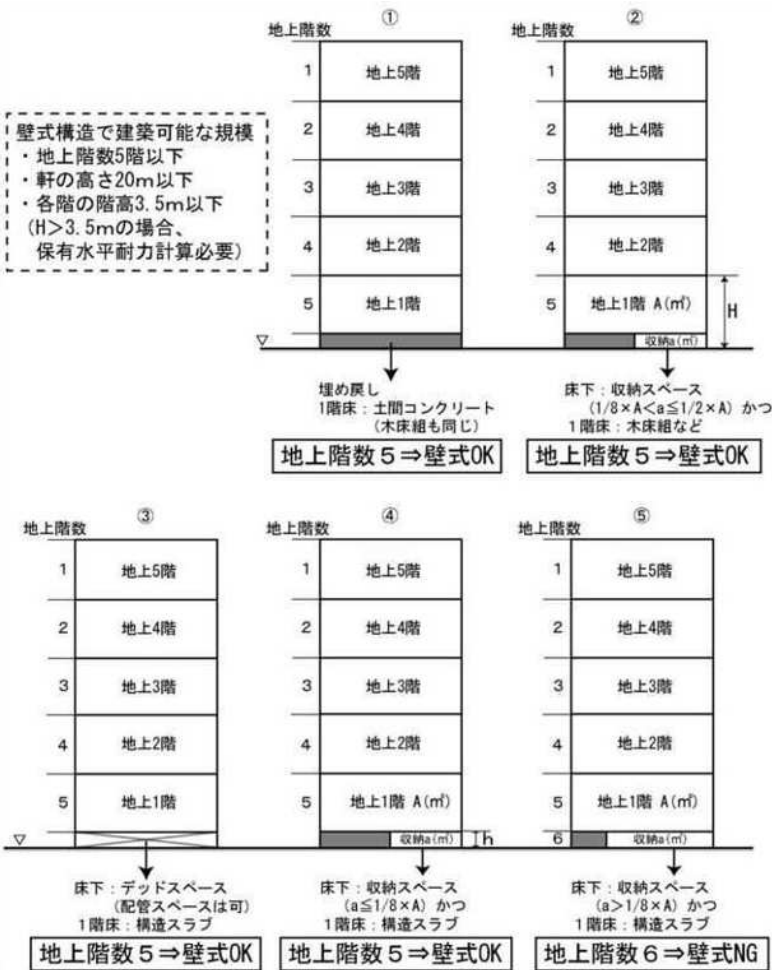 壁式構造で建築可能な規模
・地上階数5階以下
・軒の高さ20m以下
・各階の階高3.5m以下
(H>3.5mの場合、
保有水平耐力計算必要)
①
地上階数
1 地上5階
2 地上4階
3 地上3階
4 地上2階
5 地上1階
▽
埋め戻し
1階床:土間コンクリート
(木床組も同じ)
地上階数5⇒壁式OK
②
地上階数
1 地上5階
2 地上4階
3 地上3階
4 地上2階
5 地上1階 A(㎡)
H
収納a(㎡)
床下:収納スペース
(1/8×A<a≦1/2×A) かつ
1階床:木床組など
地上階数5⇒壁式OK
③
地上階数
1 地上5階
2 地上4階
3 地上3階
4 地上2階
5 地上1階
▽
床下:デッドスペース
(配管スペースは可)
1階床:構造スラブ
地上階数5⇒壁式OK
④
地上階数
1 地上5階
2 地上4階
3 地上3階
4 地上2階
5 地上1階 A(㎡)
収納a(㎡) h
床下:収納スペース
(a≦1/8×A) かつ
1階床:構造スラブ
地上階数5⇒壁式OK
⑤
地上階数
1 地上5階
2 地上4階
3 地上3階
4 地上2階
5 地上1階 A(㎡)
6 収納a(㎡)
床下:収納スペース
(a>1/8×A) かつ
1階床:構造スラブ
地上階数6⇒壁式NG